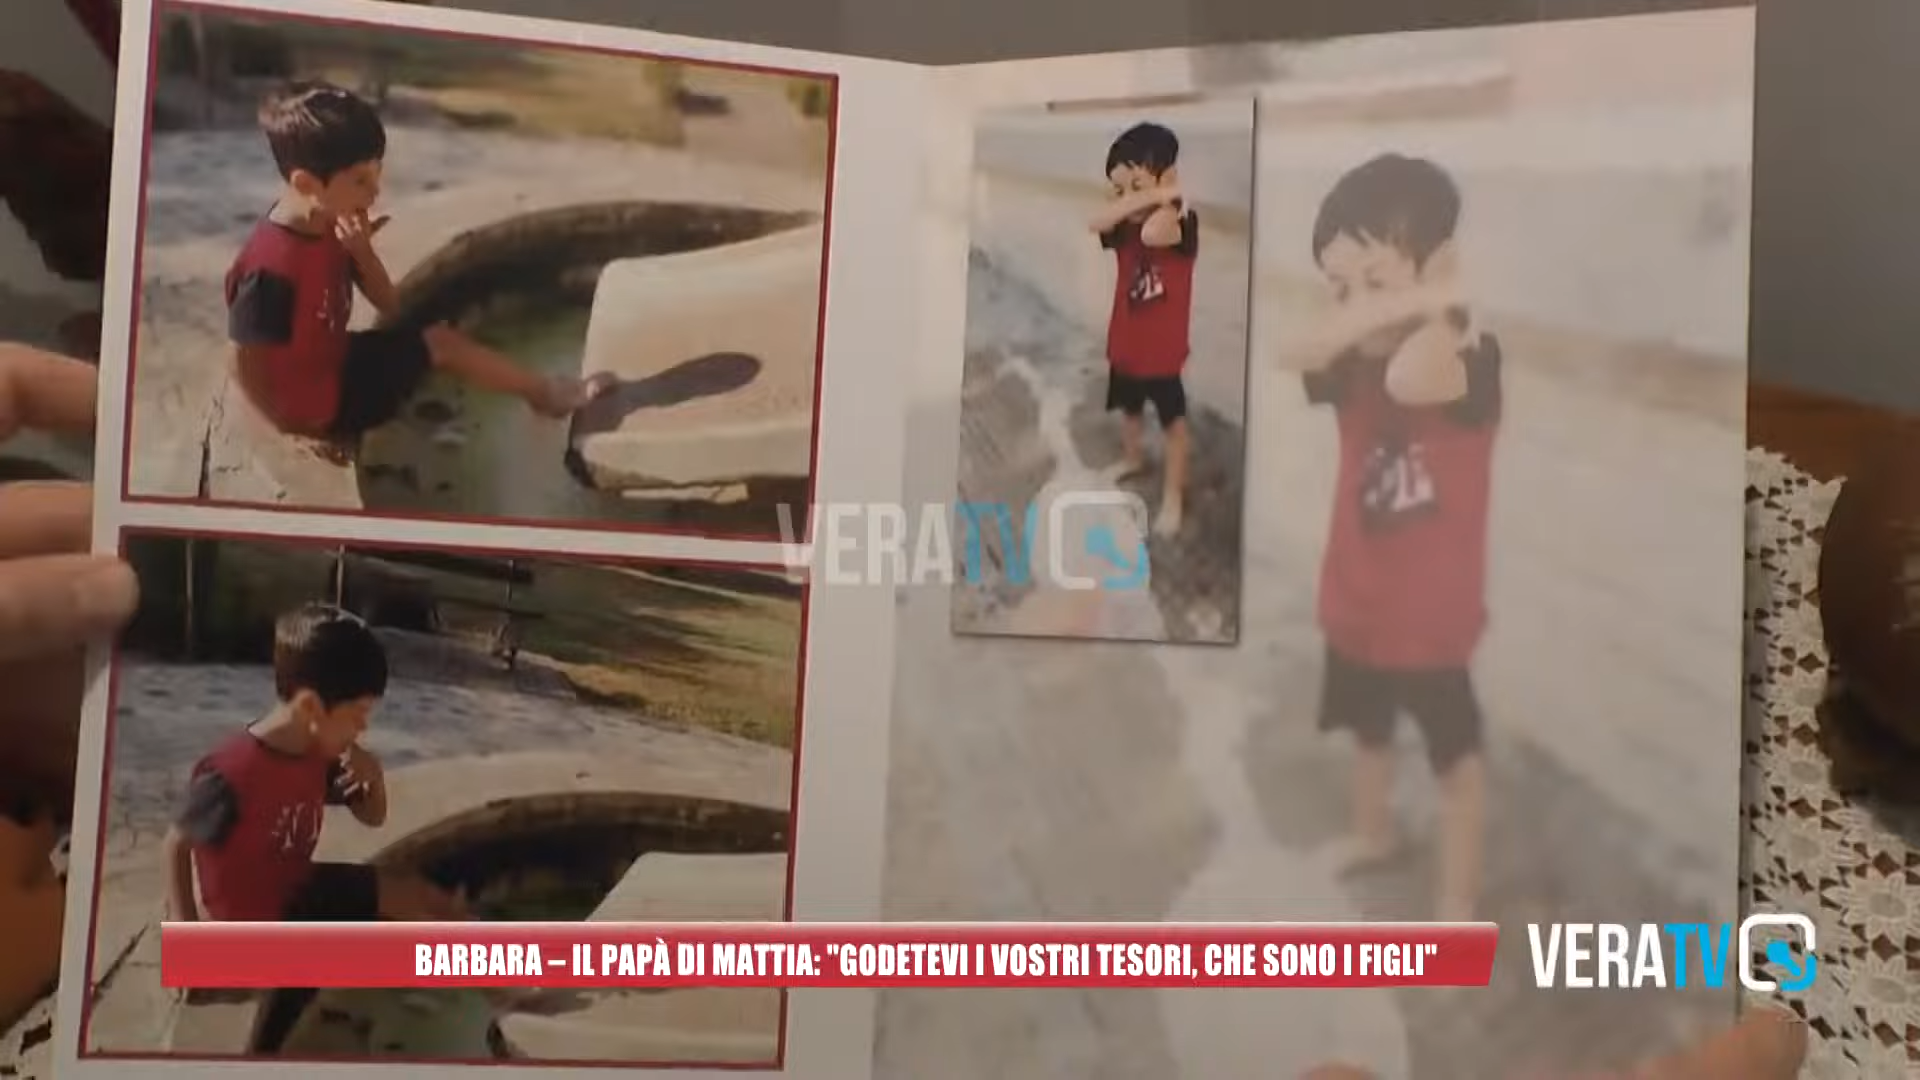 VERATV
BARBARA – IL PAPÀ DI MATTIA: "GODETEVI I VOSTRI TESORI, CHE SONO I FIGLI"
VERATV